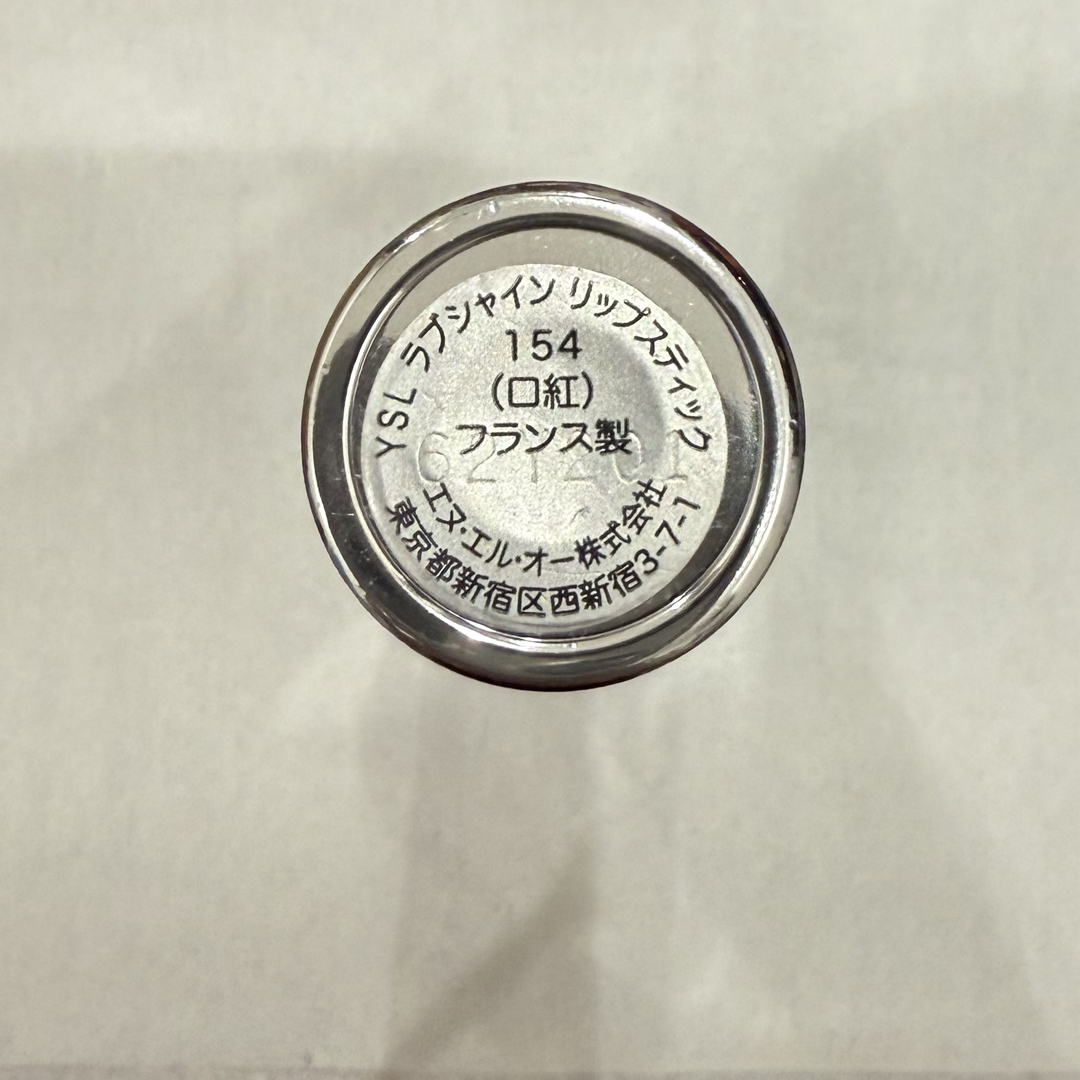 YSL ラブシャイン リップスティック
154
(口紅)
フランス製
エヌ・エル・オー株式会社
東京都新宿区西新宿3-7-1